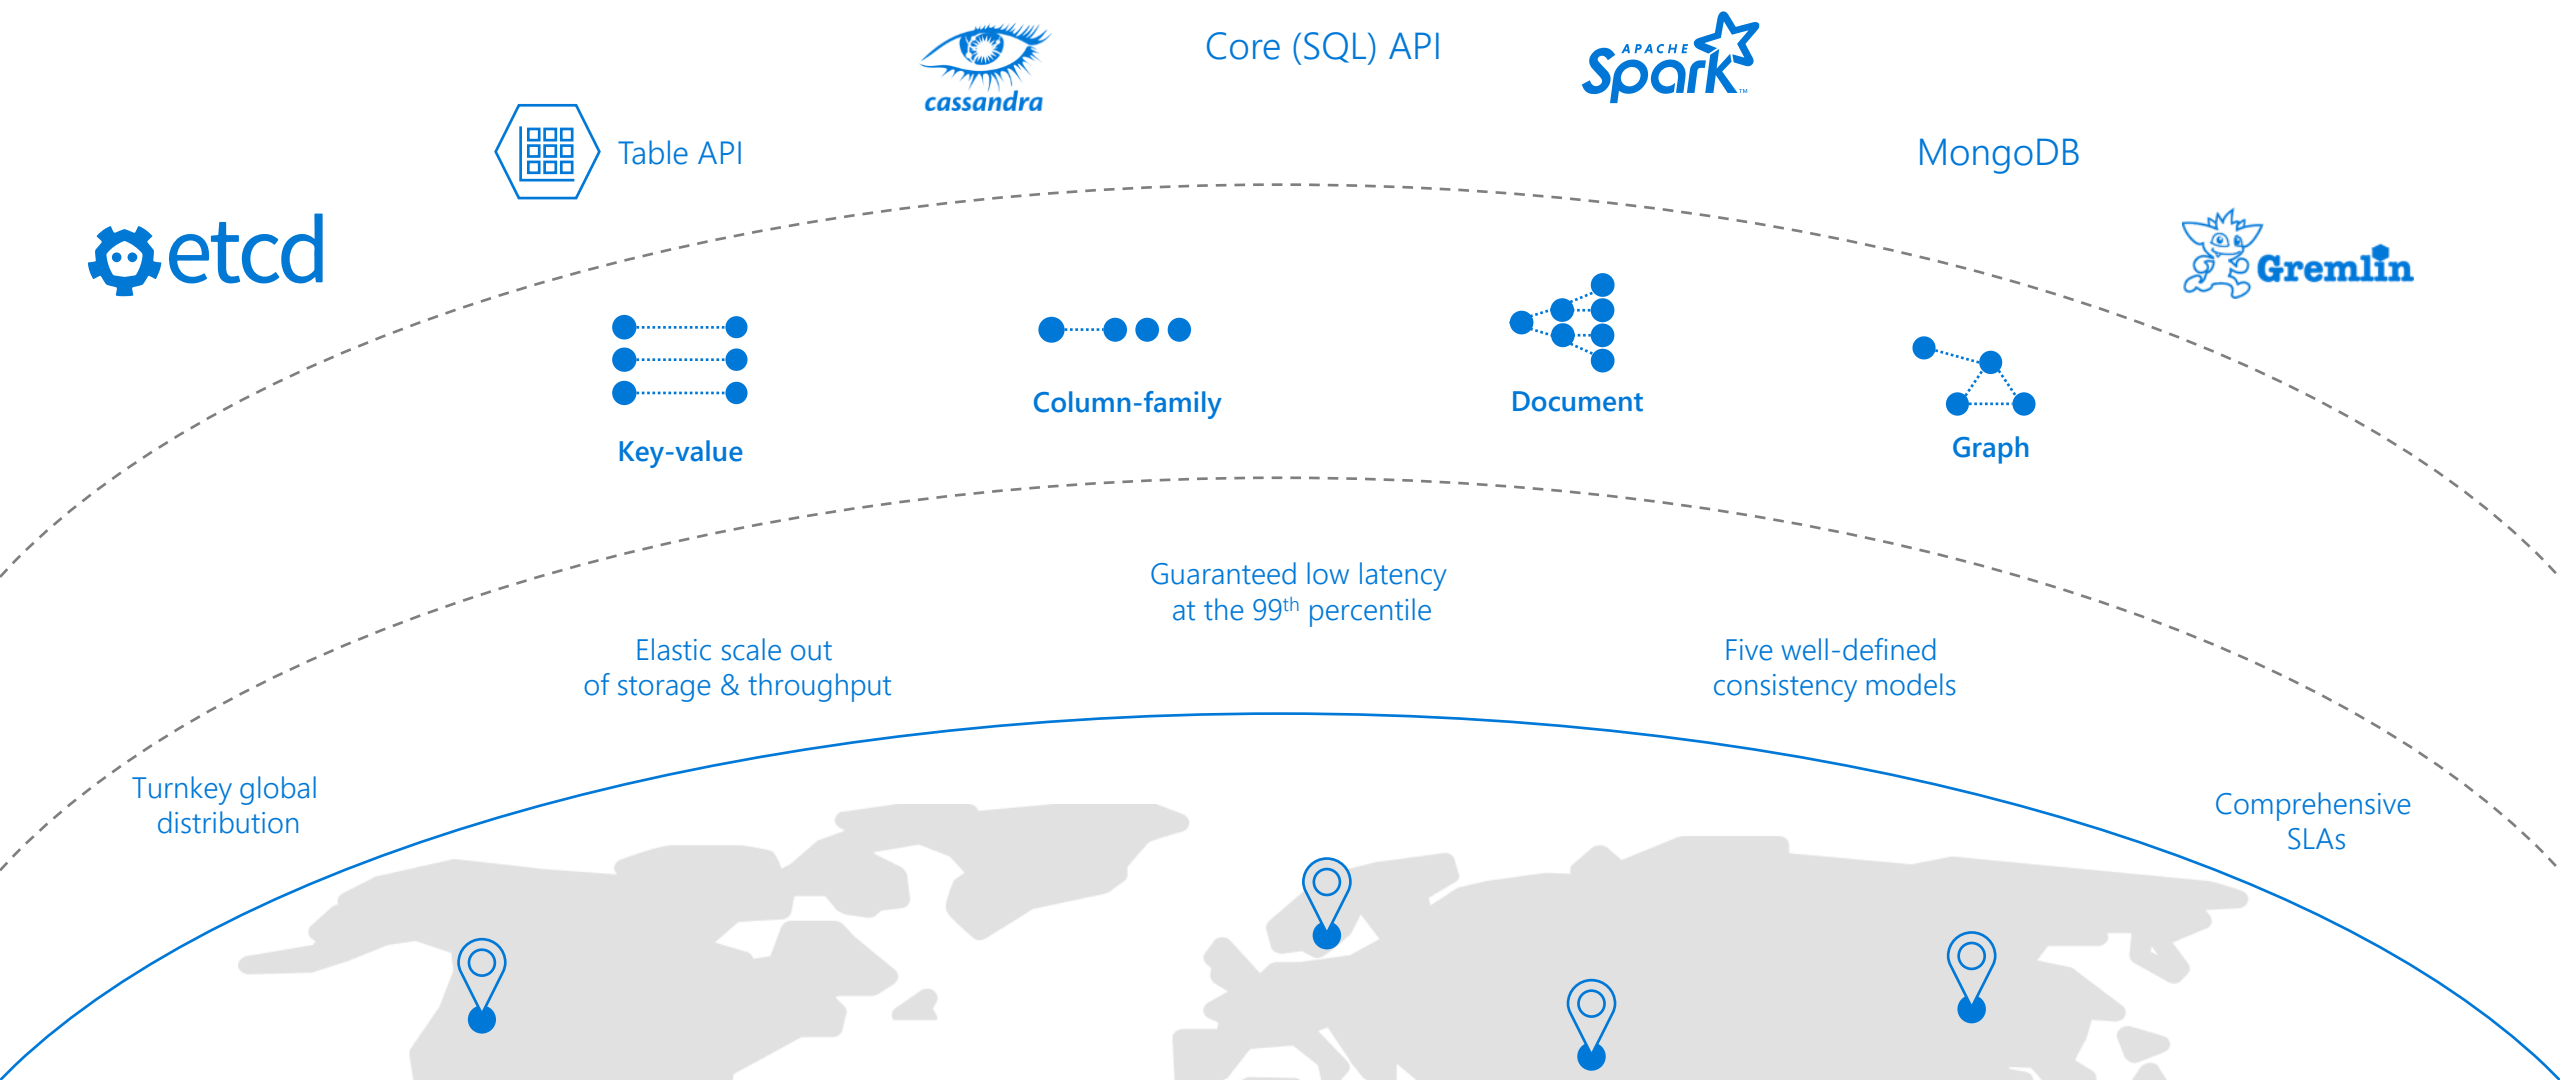 Core (SQL) API
APACHE
Spark™
cassandra
Table API
MongoDB
etcd
Gremlin
Key-value
Column-family
Document
Graph
Guaranteed low latency
at the 99th percentile
Elastic scale out
of storage & throughput
Five well-defined
consistency models
Turnkey global
distribution
Comprehensive
SLAs